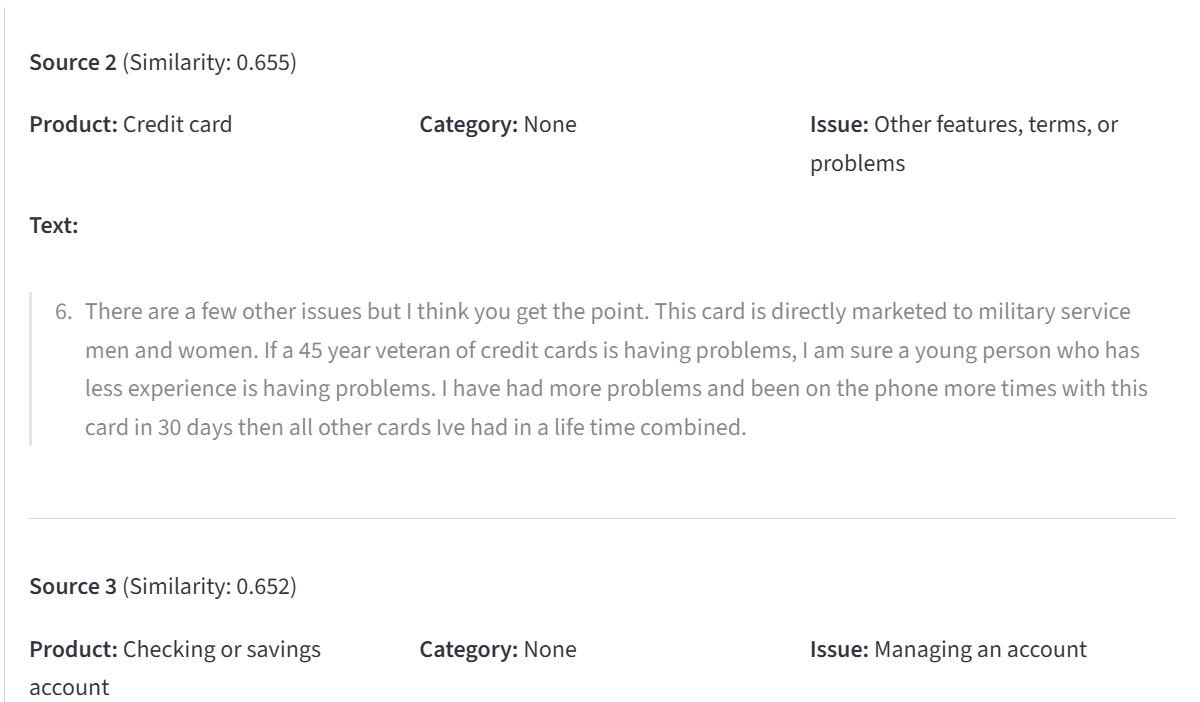 Source 2 (Similarity: 0.655)
Product: Credit card
Category: None
Issue: Other features, terms, or
problems
Text:
6. There are a few other issues but I think you get the point. This card is directly marketed to military service
men and women. If a 45 year veteran of credit cards is having problems, I am sure a young person who has
less experience is having problems. I have had more problems and been on the phone more times with this
card in 30 days then all other cards Ive had in a life time combined.
Source 3 (Similarity: 0.652)
Product: Checking or savings
account
Category: None
Issue: Managing an account